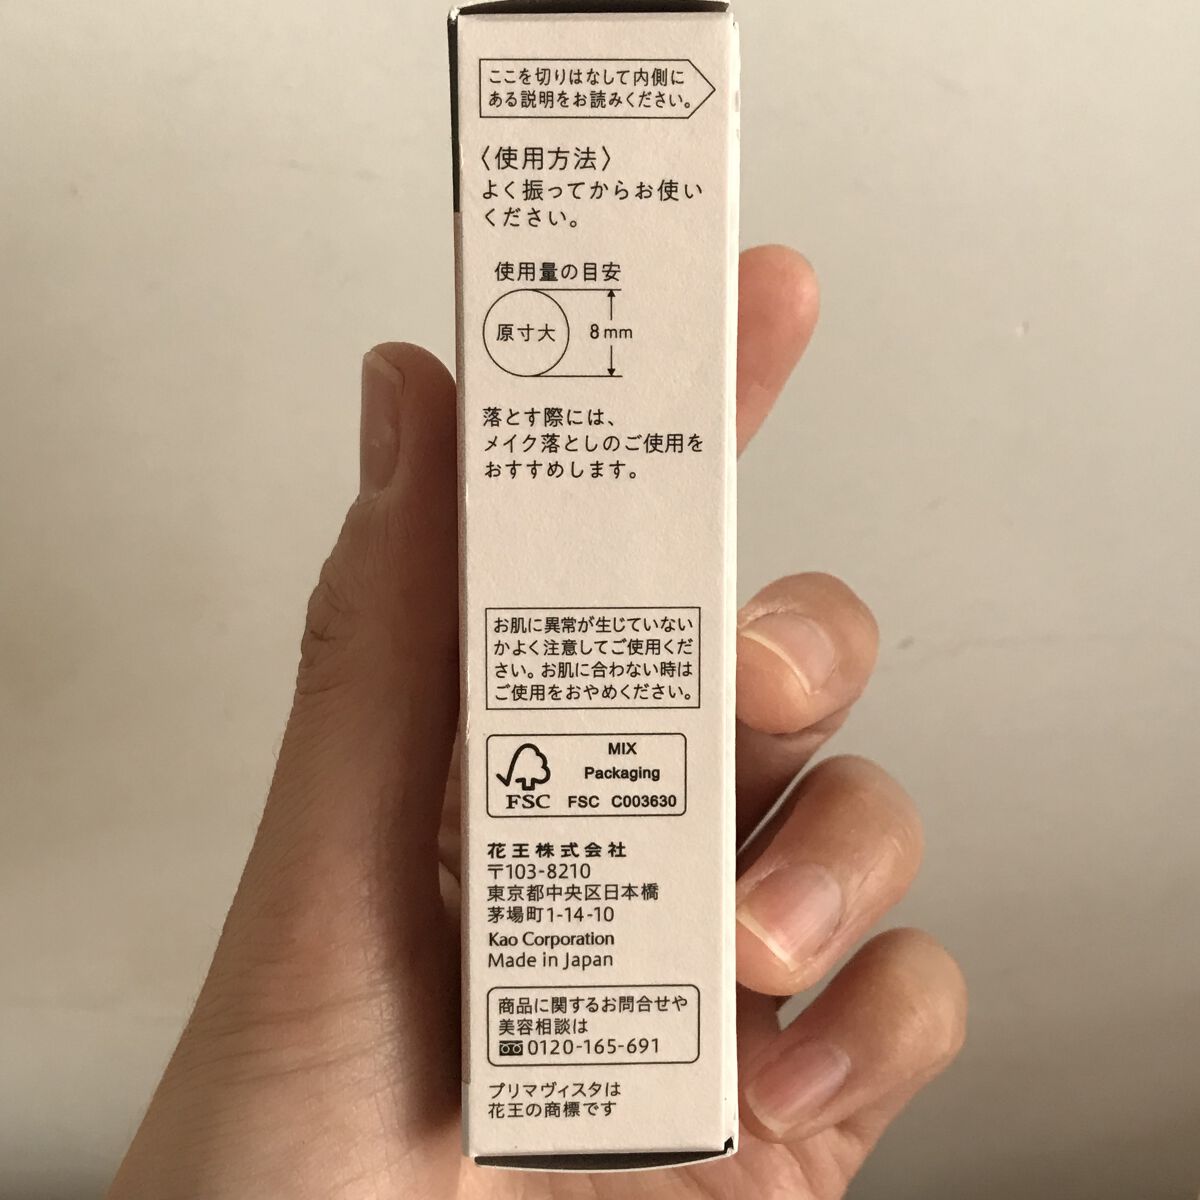 ここを切りはなして内側に
ある説明をお読みください。
〈使用方法〉
よく振ってからお使い
ください。
使用量の目安
原寸大
8mm
落とす際には、
メイク落としのご使用を
おすすめします。
お肌に異常が生じていない
かよく注意してご使用くだ
さい。お肌に合わない時は
ご使用をおやめください。
MIX
Packaging
FSC FSC C003630
花王株式会社
〒103-8210
東京都中央区日本橋
茅場町1-14-10
Kao Corporation
Made in Japan
商品に関するお問合せや
美容相談は
0120-165-691
プリマヴィスタは
花王の商標です